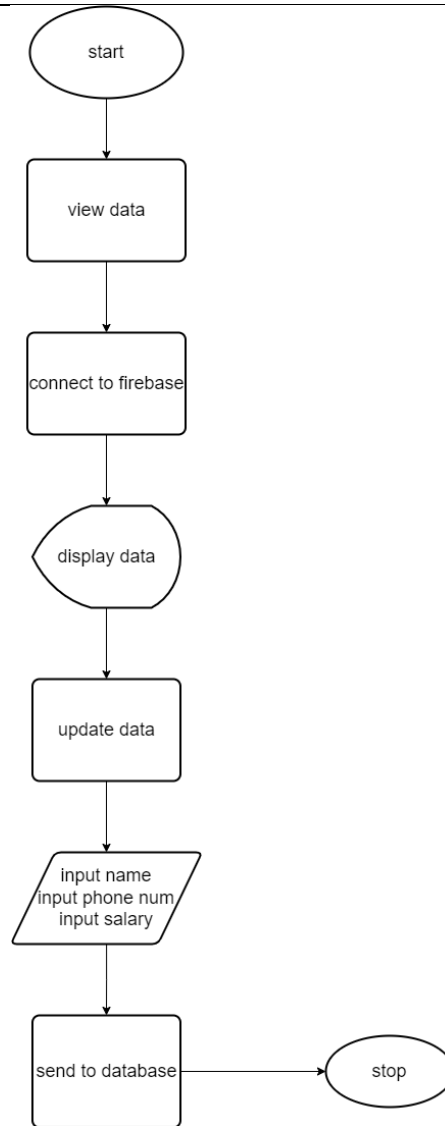 start
view data
connect to firebase
display data
update data
input name
input phone num
input salary
send to database
stop